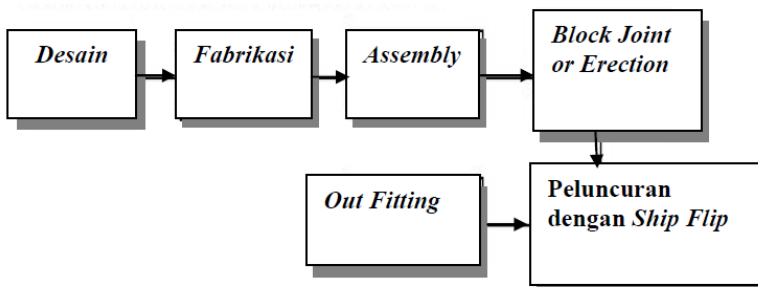 Desain
Fabrikasi
Assembly
Block Joint
or Erection
Out Fitting
Peluncuran
dengan Ship Flip